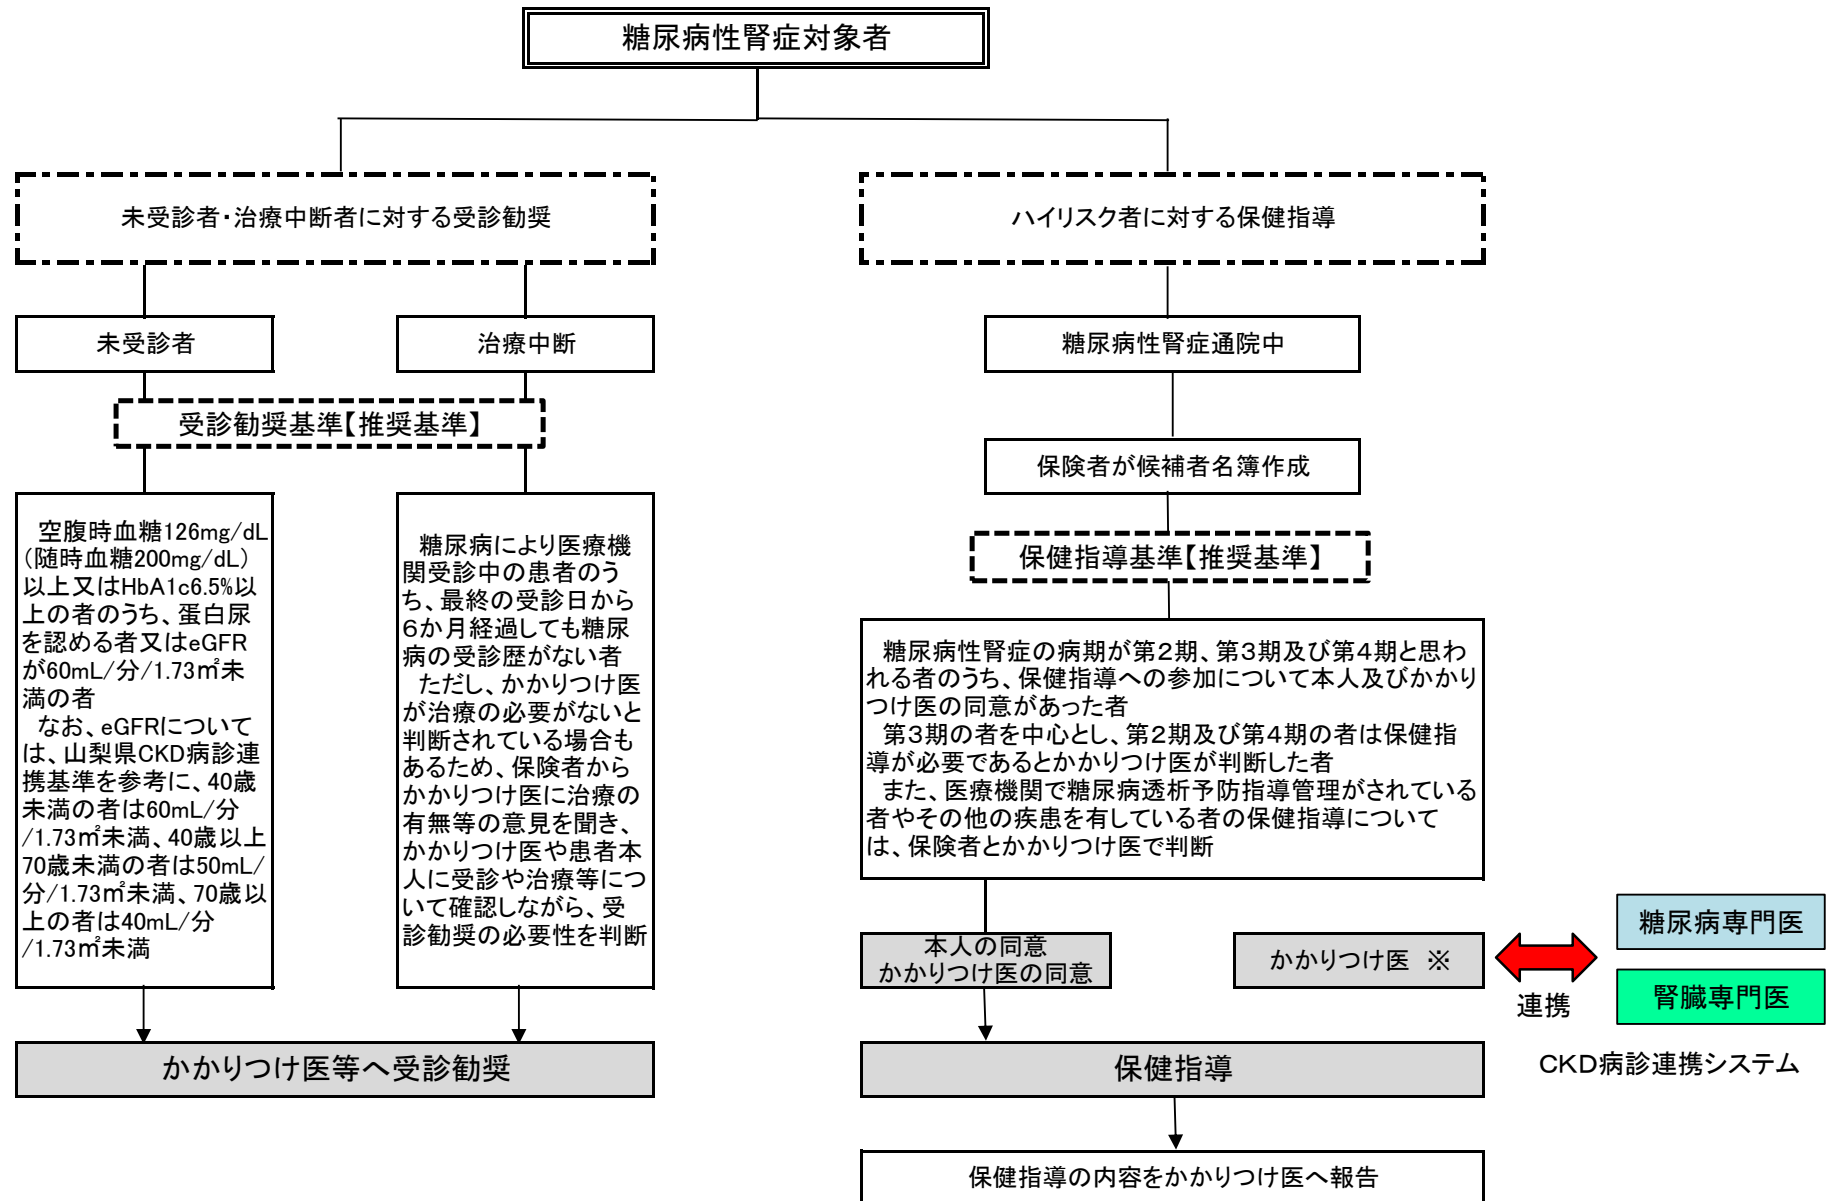 糖尿病性腎症対象者
未受診者・治療中断者に対する受診勧奨
ハイリスク者に対する保健指導
未受診者
治療中断
糖尿病性腎症通院中
受診勧奨基準【推奨基準】
保険者が候補者名簿作成
保健指導基準【推奨基準】
空腹時血糖126mg/dL
(随時血糖200mg/dL)
以上又はHbA1c6.5%以
上の者のうち、蛋白尿
を認める者又はeGFR
が60mL/分/1.73㎡未
満の者
なお、eGFRについて
は、山梨県CKD病診連
携基準を参考に、40歳
未満の者は60mL/分
/1.73㎡未満、40歳以上
70歳未満の者は50mL/
分/1.73㎡未満、70歳以
上の者は40mL/分
/1.73㎡未満
糖尿病により医療機
関受診中の患者のう
ち、最終の受診日から
６か月経過しても糖尿
病の受診歴がない者
ただし、かかりつけ医
が治療の必要がないと
判断されている場合も
あるため、保険者から
かかりつけ医に治療の
有無等の意見を聞き、
かかりつけ医や患者本
人に受診や治療等につ
いて確認しながら、受
診勧奨の必要性を判断
糖尿病性腎症の病期が第２期、第３期及び第４期と思わ
れる者のうち、保健指導への参加について本人及びかかり
つけ医の同意があった者
第３期の者を中心とし、第２期及び第４期の者は保健指
導が必要であるとかかりつけ医が判断した者
また、医療機関で糖尿病透析予防指導管理がされている
者やその他の疾患を有している者の保健指導について
は、保険者とかかりつけ医で判断
本人の同意
かかりつけ医の同意
かかりつけ医 ※
連携
糖尿病専門医
腎臓専門医
CKD病診連携システム
かかりつけ医等へ受診勧奨
保健指導
保健指導の内容をかかりつけ医へ報告